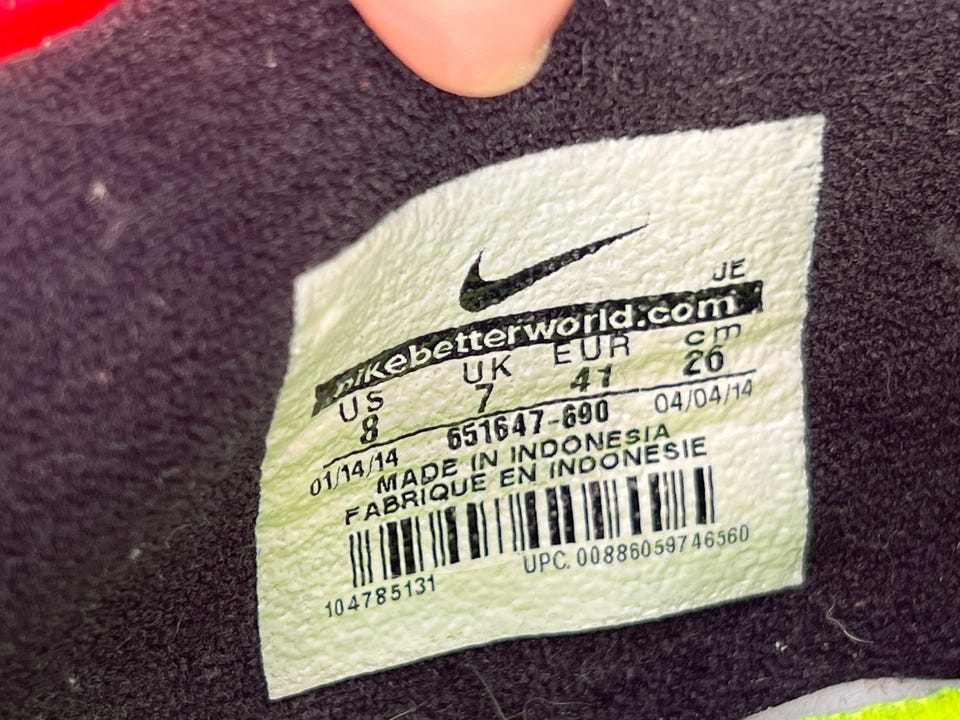 JE
nikebetterworld.com
US UK EUR cm
8 7 41 26
651647-690
01/14/14 04/04/14
MADE IN INDONESIA
FABRIQUE EN INDONESIE
104785131 UPC. 00886059746560